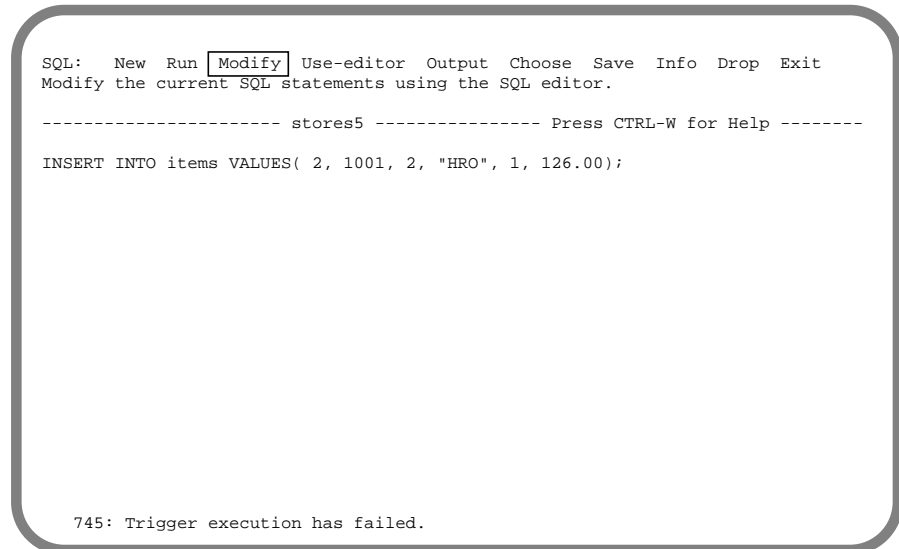 SQL: New Run Modify Use-editor Output Choose Save Info Drop Exit
Modify the current SQL statements using the SQL editor.
----------------------- stores5 --------------- Press CTRL-W for Help --------
INSERT INTO items VALUES( 2, 1001, 2, "HRO", 1, 126.00);
745: Trigger execution has failed.